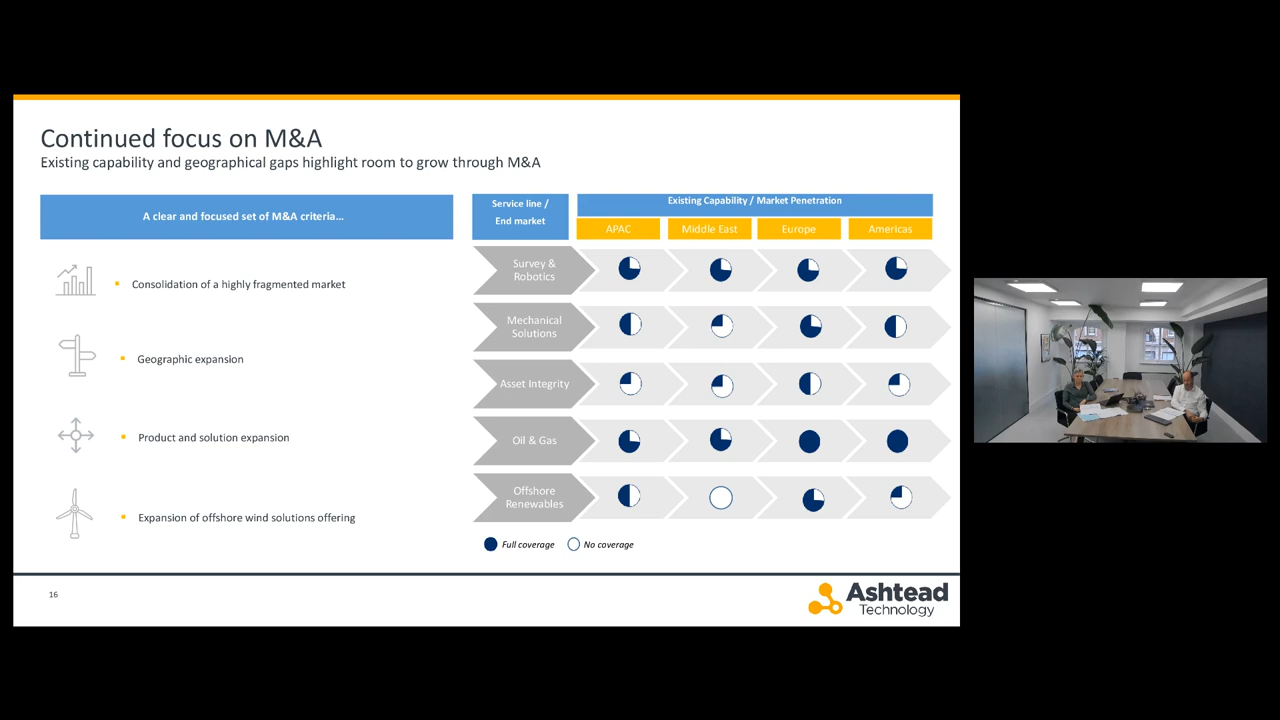 Continued focus on M&A
Existing capability and geographical gaps highlight room to grow through M&A
A clear and focused set of M&A criteria…
▪ Consolidation of a highly fragmented market
▪ Geographic expansion
▪ Product and solution expansion
▪ Expansion of offshore wind solutions offering
Service line /
End market
Existing Capability / Market Penetration
APAC
Middle East
Europe
Americas
Survey &
Robotics
Mechanical
Solutions
Asset Integrity
Oil & Gas
Offshore
Renewables
Full coverage
No coverage
16
Ashtead
Technology